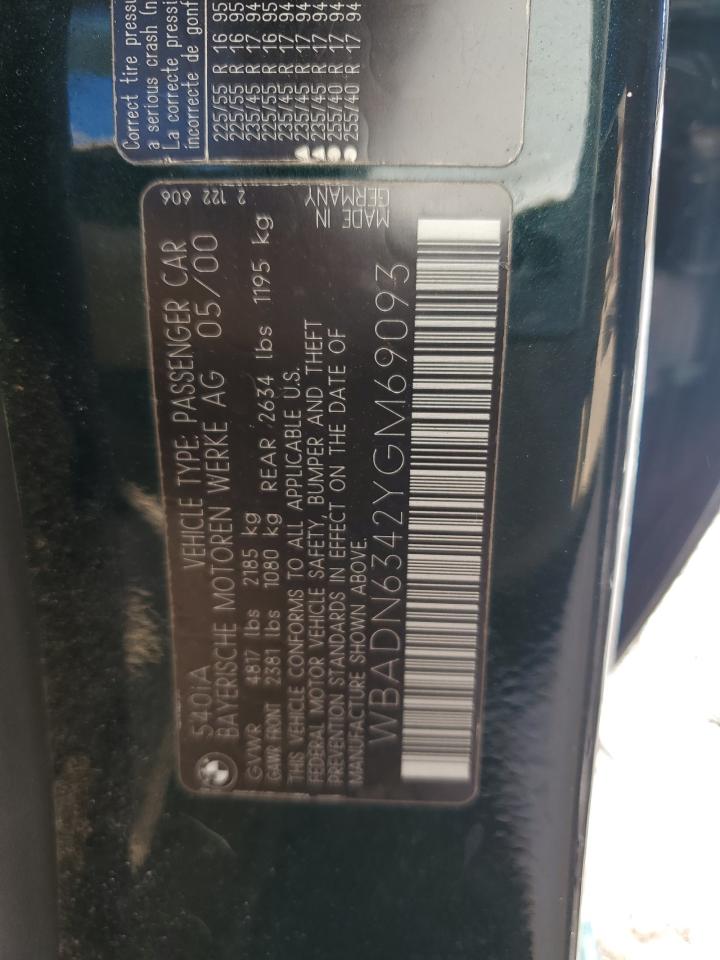 Correct tire pressu
a serious crash (n
La correcte pressi
incorrecte de gonf
225/55 R 16 95
225/55 R 16 95
235/45 R 17 94
225/55 R 16 95
235/45 R 17 94
235/45 R 17 94
255/40 R 17 94
255/40 R 17 94
540iA
2 122 606
VEHICLE TYPE: PASSENGER CAR
BAYERISCHE MOTOREN WERKE AG 05/00
GVWR 4817 lbs 2185 kg
GAWR FRONT 2381 lbs 1080 kg REAR 2634 lbs 1195 kg
THIS VEHICLE CONFORMS TO ALL APPLICABLE U.S.
FEDERAL MOTOR VEHICLE SAFETY, BUMPER AND THEFT
PREVENTION STANDARDS IN EFFECT ON THE DATE OF
MANUFACTURE SHOWN ABOVE.
MADE IN
GERMANY
WBADN6342YGM69093